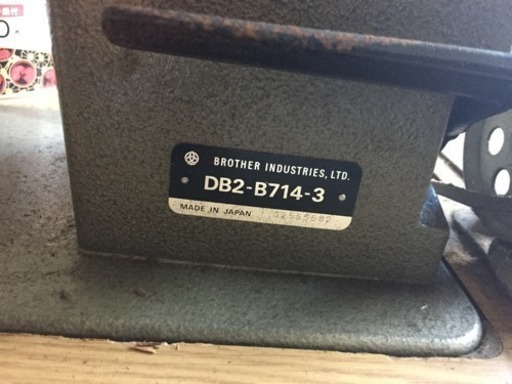 BROTHER INDUSTRIES, LTD.
DB2-B714-3
MADE IN JAPAN